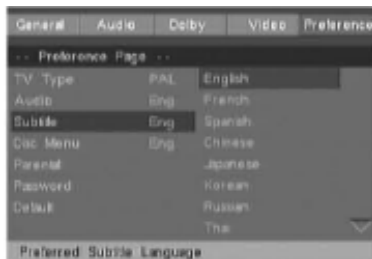 General Audio Dolby Video Preference
-- Preference Page --
TV Type PAL English
Audio Eng French
Subtitle Eng Spanish
Disc Menu Eng Chinese
Parental Japanese
Password Korean
Default Russian
Thai
Preferred Subtitle Language